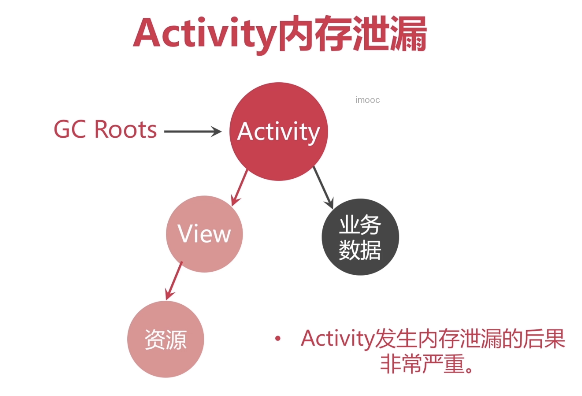 Activity内存泄漏
imooc
GC Roots
Activity
View
业务
数据
资源
• Activity发生内存泄漏的后果
非常严重。